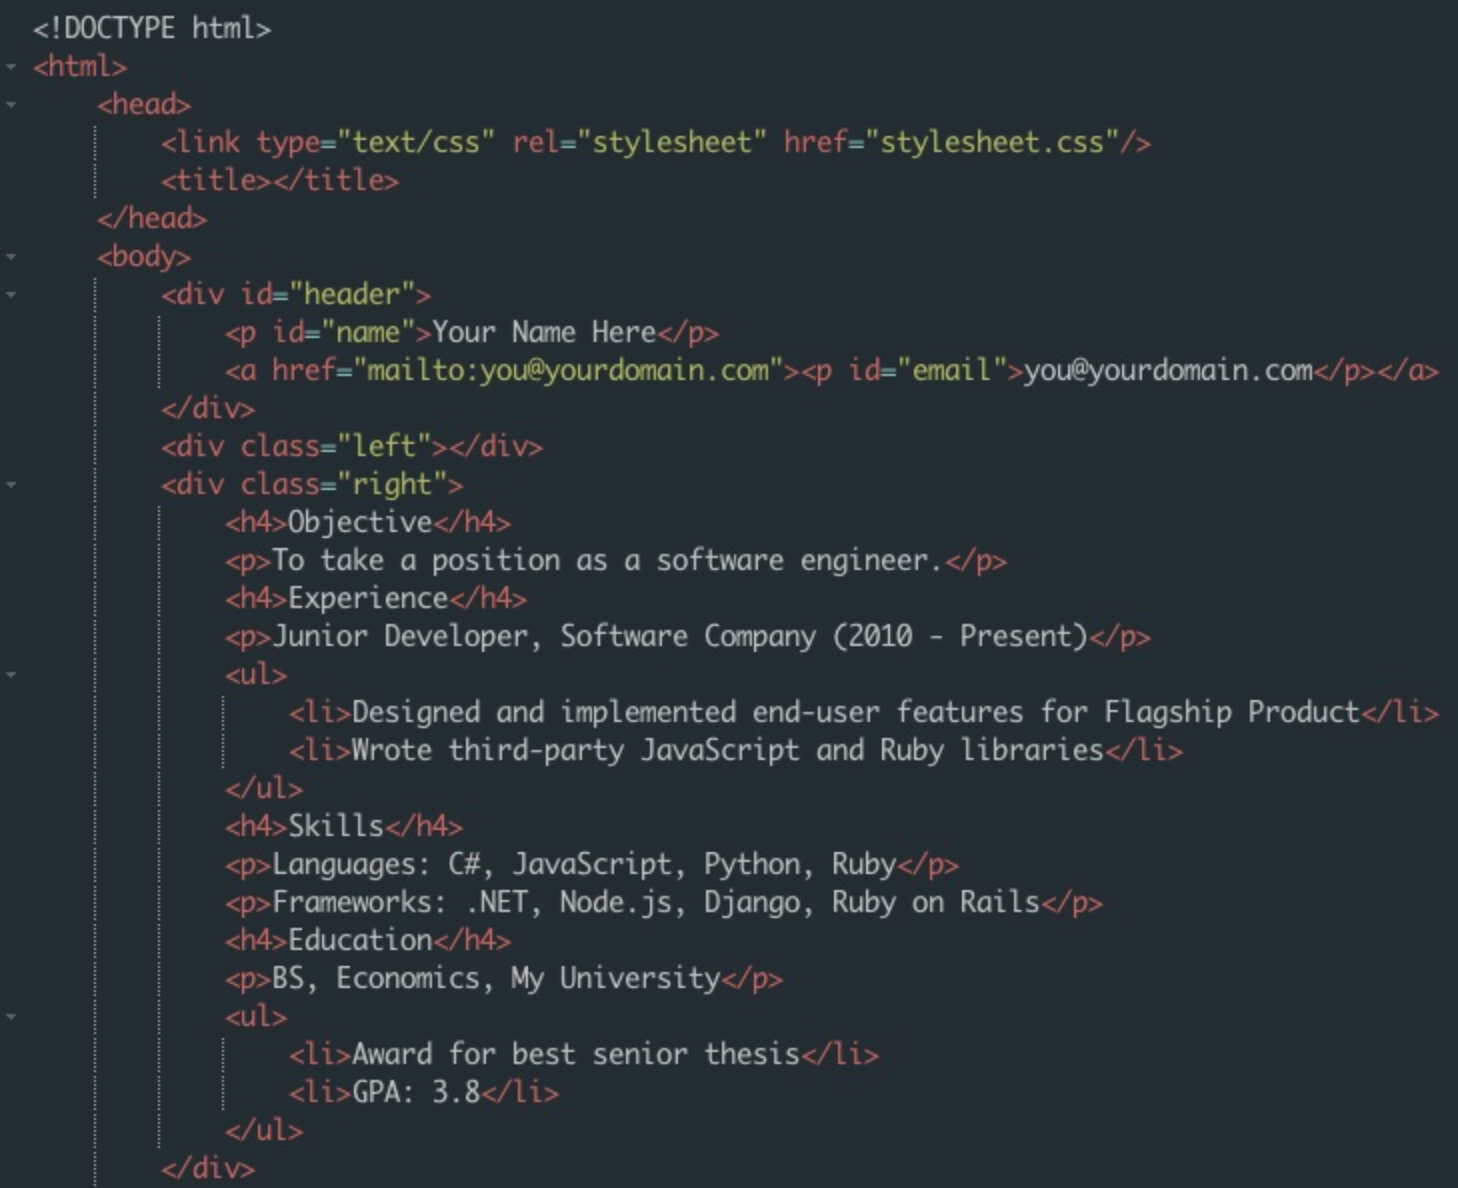 <!DOCTYPE html>
<html>
    <head>
        <link type="text/css" rel="stylesheet" href="stylesheet.css"/>
        <title></title>
    </head>
    <body>
        <div id="header">
            <p id="name">Your Name Here</p>
            <a href="mailto:you@yourdomain.com"><p id="email">you@yourdomain.com</p></a>
        </div>
        <div class="left"></div>
        <div class="right">
            <h4>Objective</h4>
            <p>To take a position as a software engineer.</p>
            <h4>Experience</h4>
            <p>Junior Developer, Software Company (2010 - Present)</p>
            <ul>
                <li>Designed and implemented end-user features for Flagship Product</li>
                <li>Wrote third-party JavaScript and Ruby libraries</li>
            </ul>
            <h4>Skills</h4>
            <p>Languages: C#, JavaScript, Python, Ruby</p>
            <p>Frameworks: .NET, Node.js, Django, Ruby on Rails</p>
            <h4>Education</h4>
            <p>BS, Economics, My University</p>
            <ul>
                <li>Award for best senior thesis</li>
                <li>GPA: 3.8</li>
            </ul>
        </div>